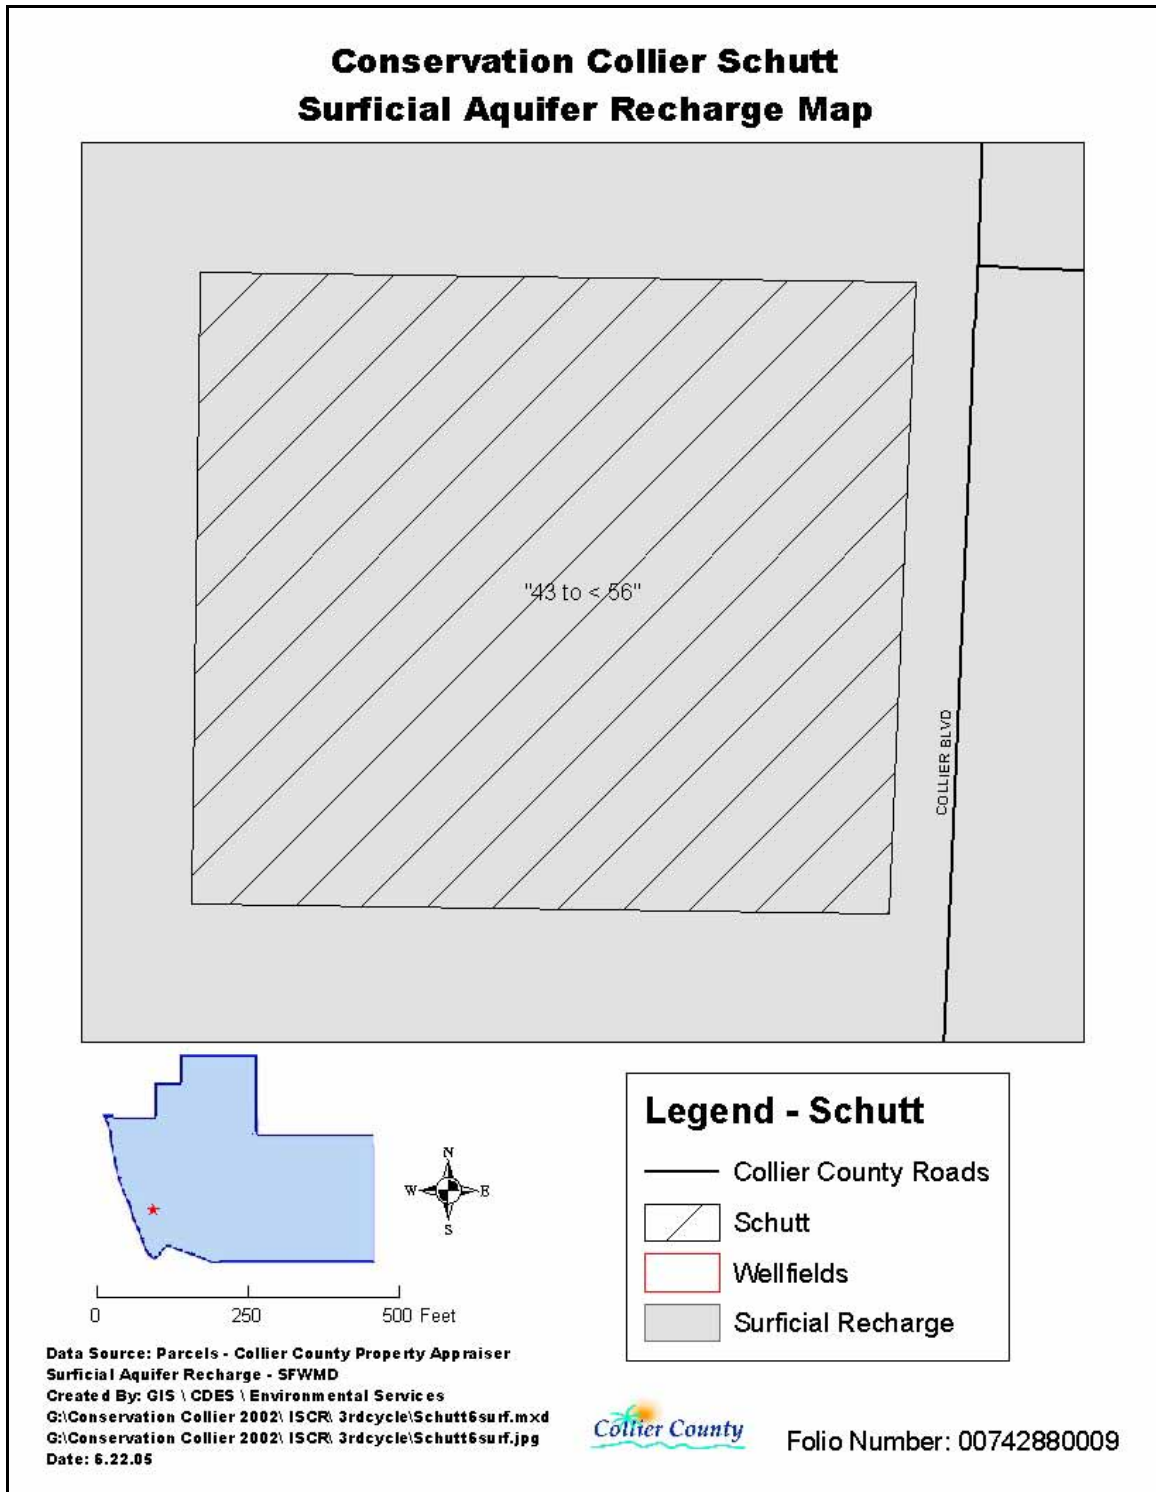 Conservation Collier Schutt
Surficial Aquifer Recharge Map
"43 to < 56"
COLLIER BLVD
N
W E
S
0 250 500 Feet
Legend - Schutt
Collier County Roads
Schutt
Wellfields
Surficial Recharge
Data Source: Parcels - Collier County Property Appraiser
Surficial Aquifer Recharge - SFWMD
Created By: GIS \ CDES \ Environmental Services
G:\Conservation Collier 2002\ ISCR\ 3rdcycle\Schutt6surf.mxd
G:\Conservation Collier 2002\ ISCR\ 3rdcycle\Schutt6surf.jpg
Date: 6.22.05
Collier County
Folio Number: 00742880009